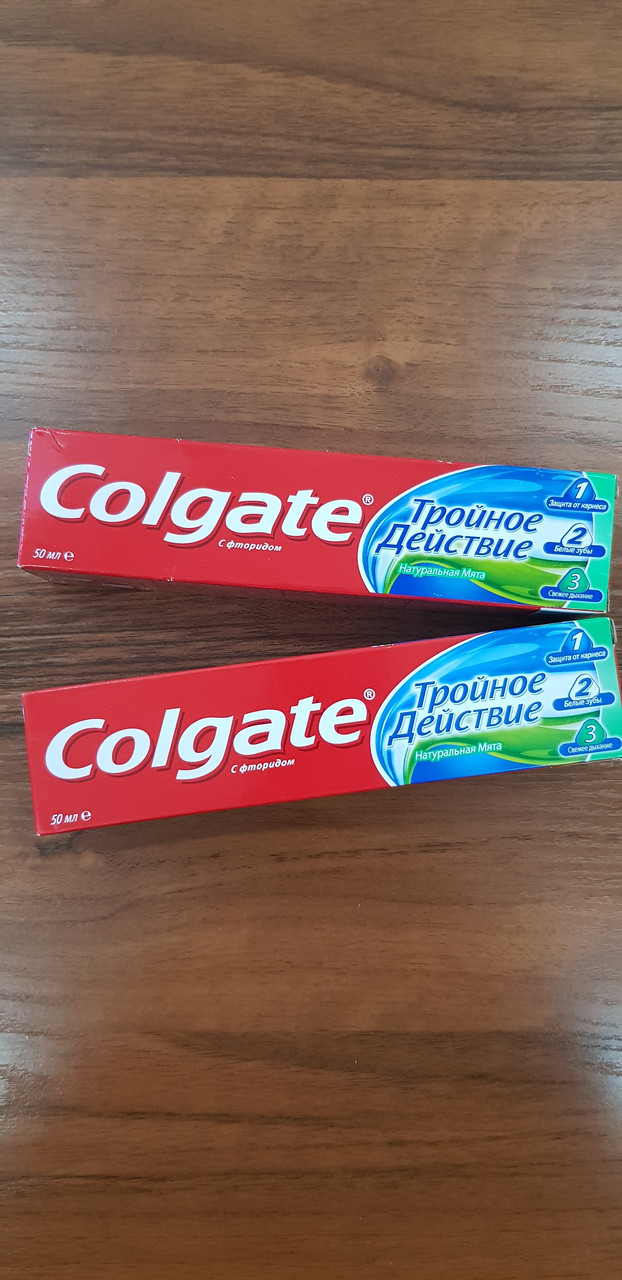 Colgate®
С фторидом
50 мл e
Тройное
Действие
Натуральная Мята
1
Защита от кариеса
2
Белые зубы
3
Свежее дыхание
Colgate®
С фторидом
50 мл e
Тройное
Действие
Натуральная Мята
1
Защита от кариеса
2
Белые зубы
3
Свежее дыхание